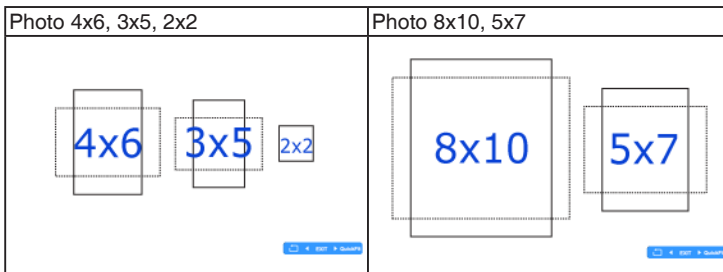 Photo 4x6, 3x5, 2x2
Photo 8x10, 5x7
4x6
3x5
2x2
8x10
5x7
EXIT QuickFit
EXIT QuickFit